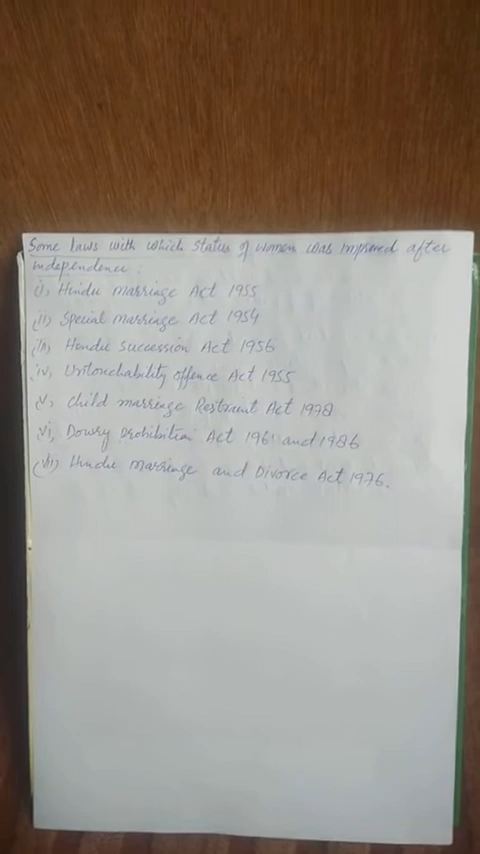 Some laws with which status of women was improved after
independence:
(i) Hindu marriage Act 1955
(ii) Special marriage Act 1954
(iii) Hindu succession Act 1956
iv, Untouchability offence Act 1955
v, child marriage Restraint Act 1978
vi, Dowry prohibition Act 1961 and 1986
(vii) Hindu marriage and Divorce Act 1976.